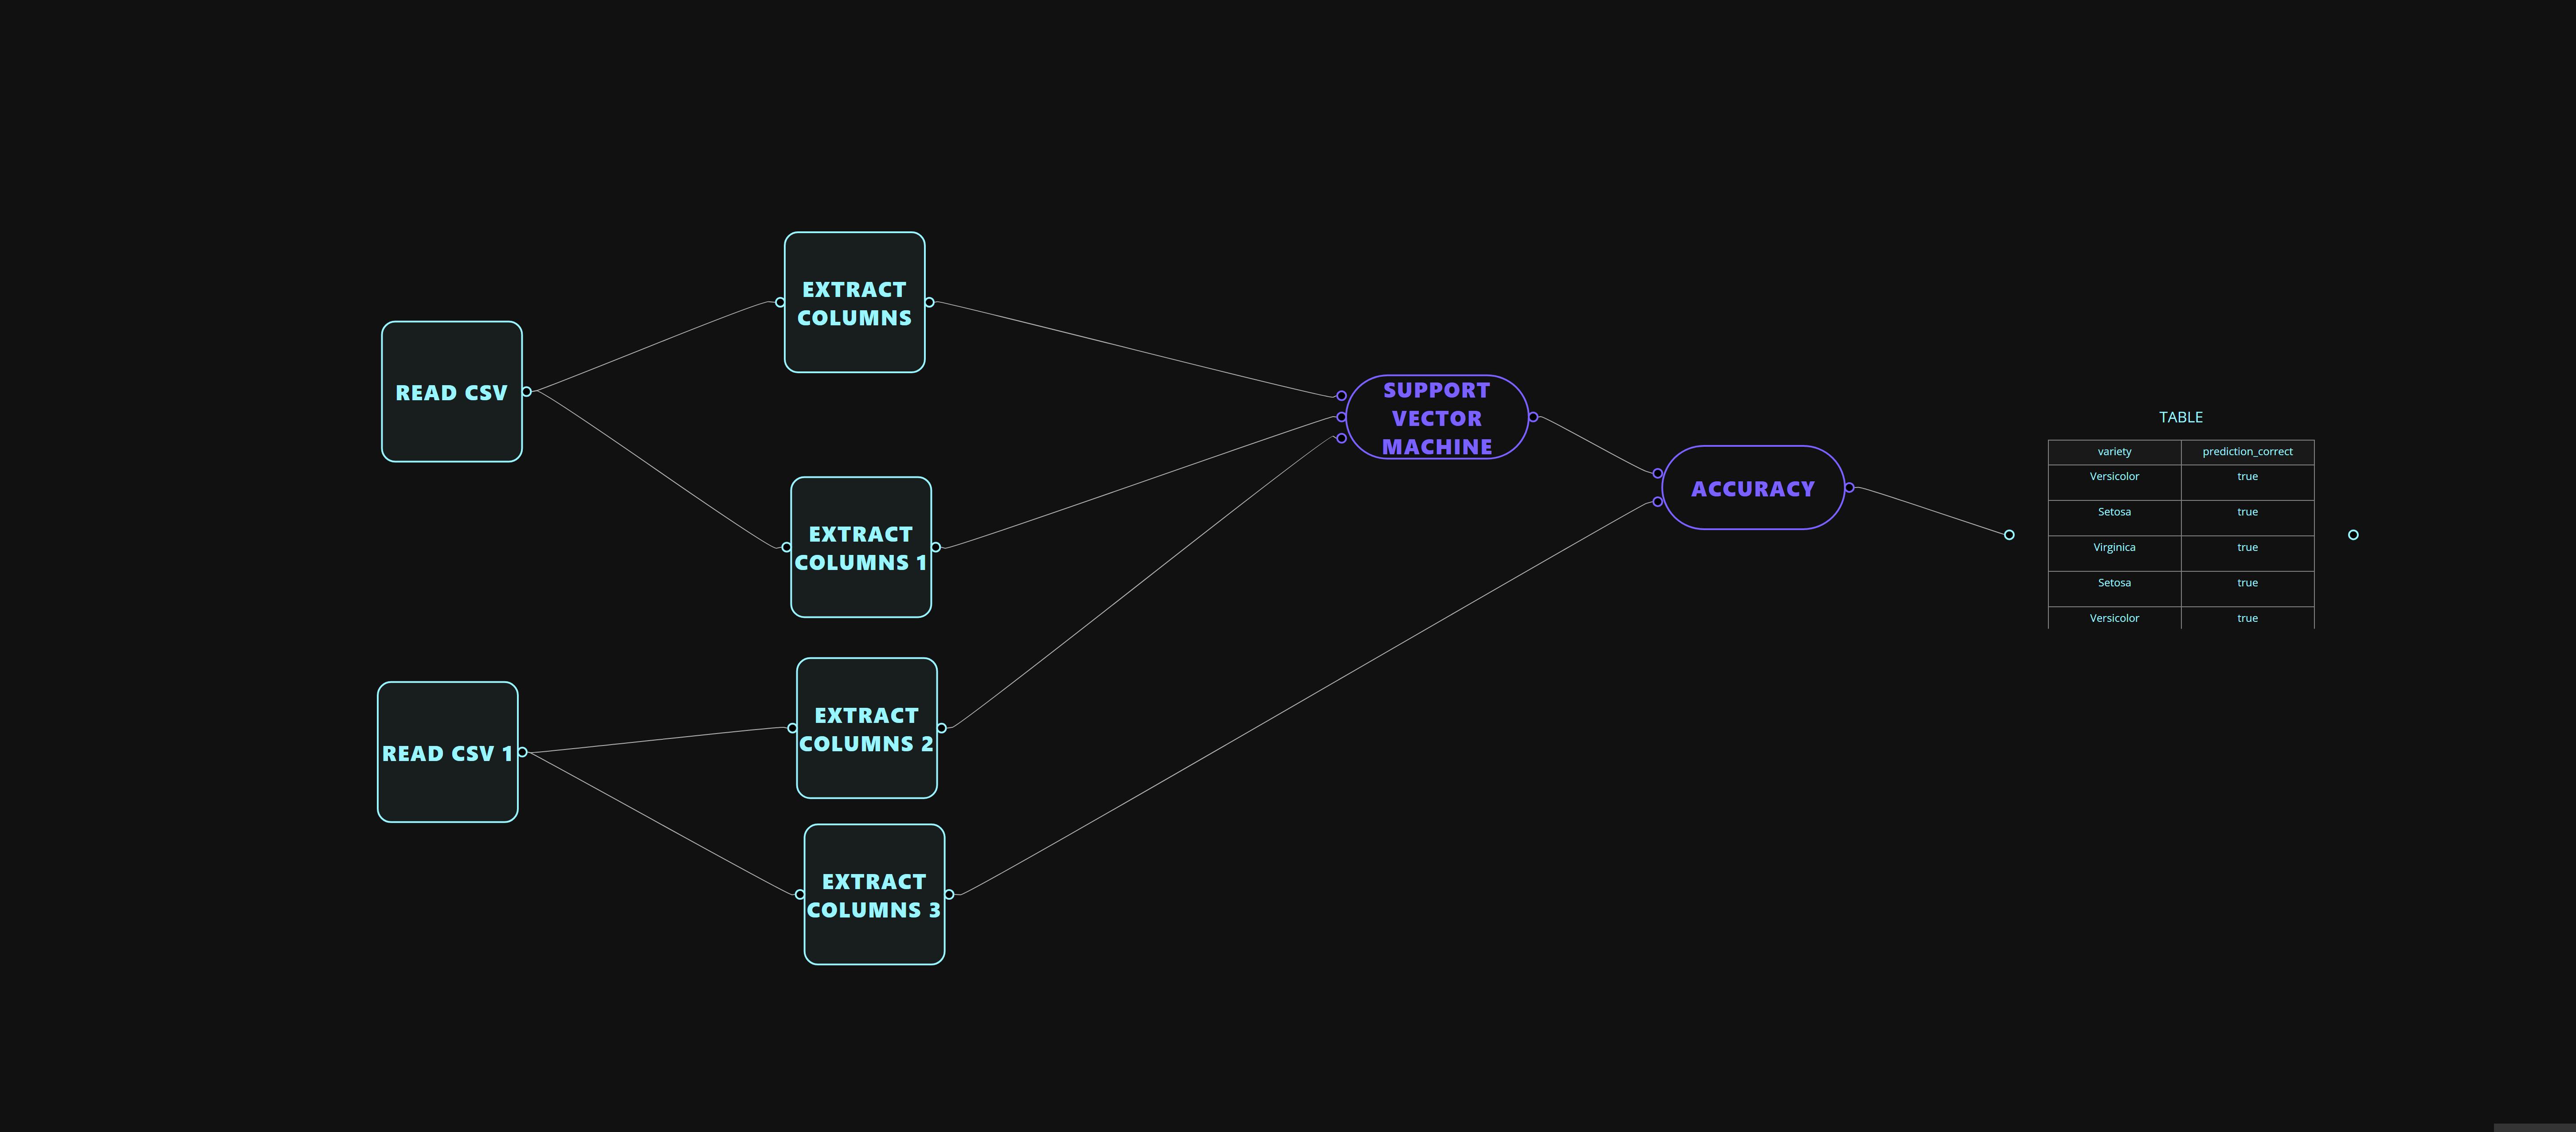 READ CSV
EXTRACT
COLUMNS
EXTRACT
COLUMNS 1
READ CSV 1
EXTRACT
COLUMNS 2
EXTRACT
COLUMNS 3
SUPPORT
VECTOR
MACHINE
ACCURACY
TABLE
variety prediction_correct
Versicolor true
Setosa true
Virginica true
Setosa true
Versicolor true